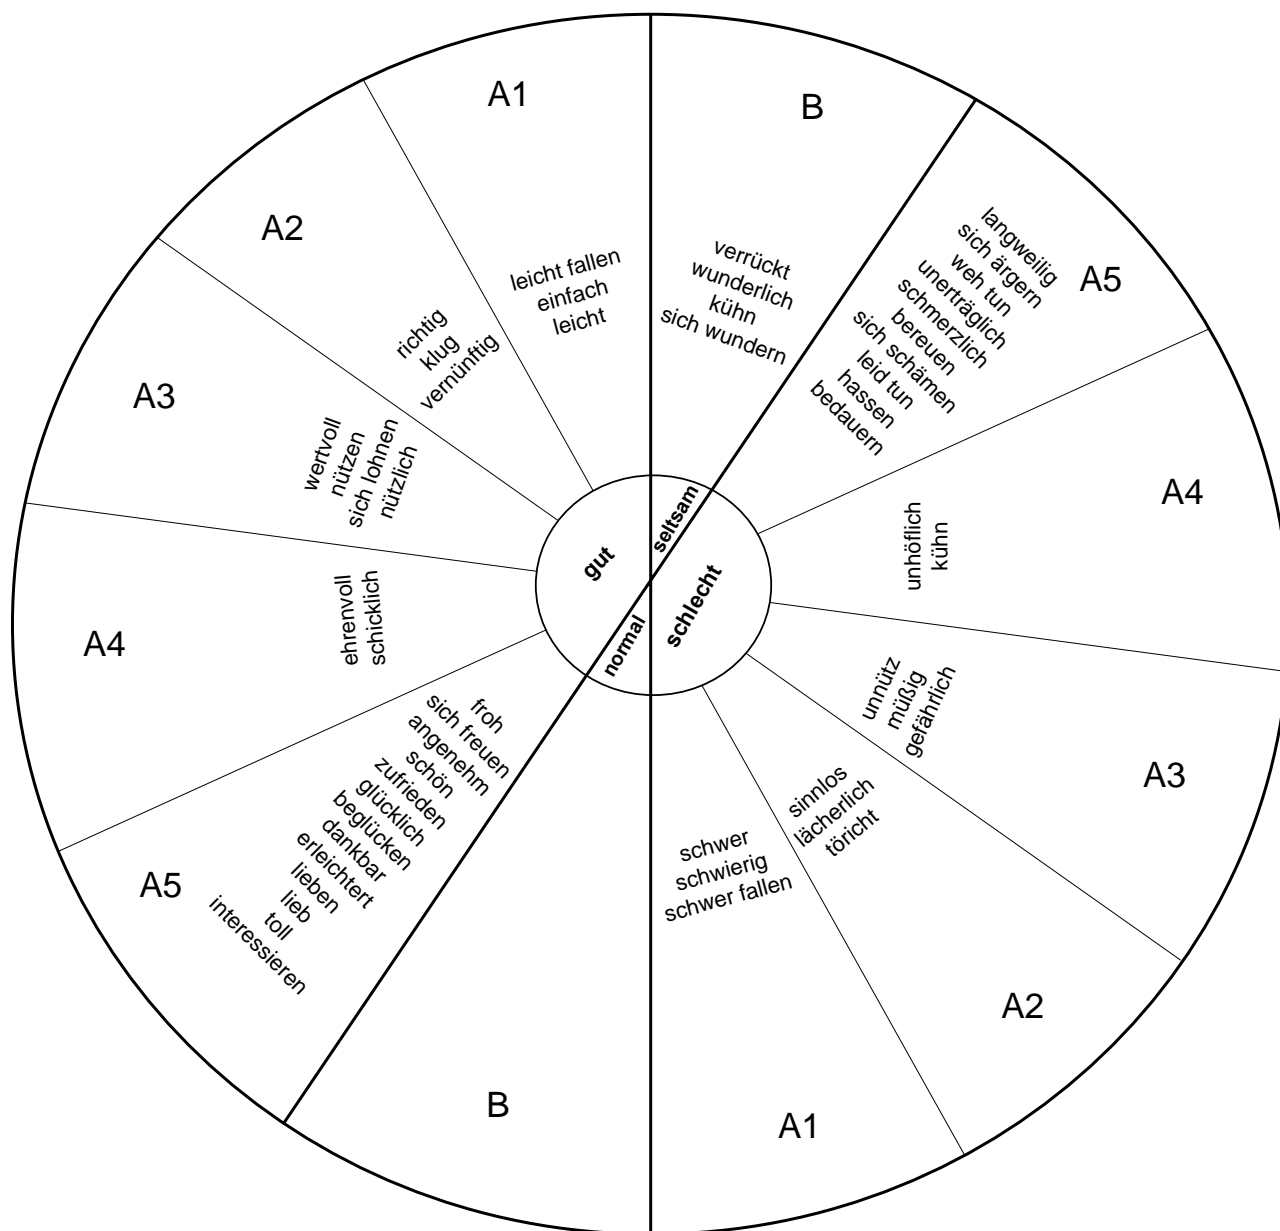 A1
leicht fallen
einfach
leicht
B
verrückt
wunderlich
kühn
sich wundern
A5
langweilig
sich ärgern
weh tun
unerträglich
schmerzlich
bereuen
sich schämen
leid tun
hassen
bedauern
A4
unhöflich
kühn
A3
unnütz
müßig
gefährlich
A2
sinnlos
lächerlich
töricht
A1
schwer
schwierig
schwer fallen
B
A5
froh
sich freuen
angenehm
schön
zufrieden
glücklich
beglücken
dankbar
erleichtert
lieben
lieb
toll
interessieren
A4
ehrenvoll
schicklich
A3
wertvoll
nützen
sich lohnen
nützlich
A2
richtig
klug
vernünftig
gut
seltsam
schlecht
normal